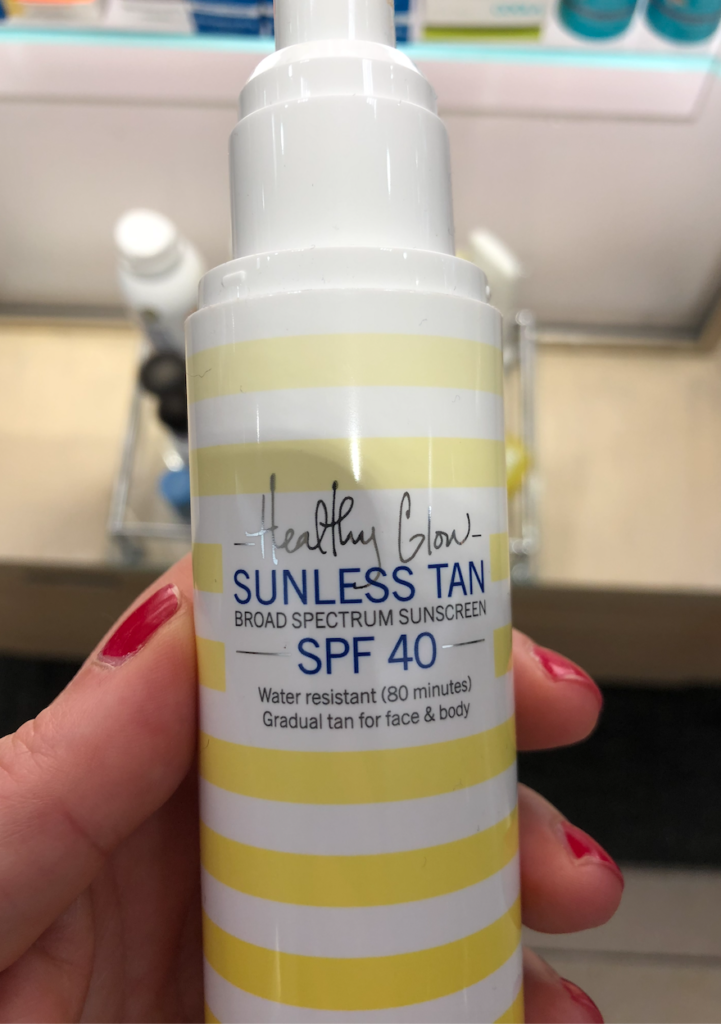 Healthy Glow
SUNLESS TAN
BROAD SPECTRUM SUNSCREEN
SPF 40
Water resistant (80 minutes)
Gradual tan for face & body